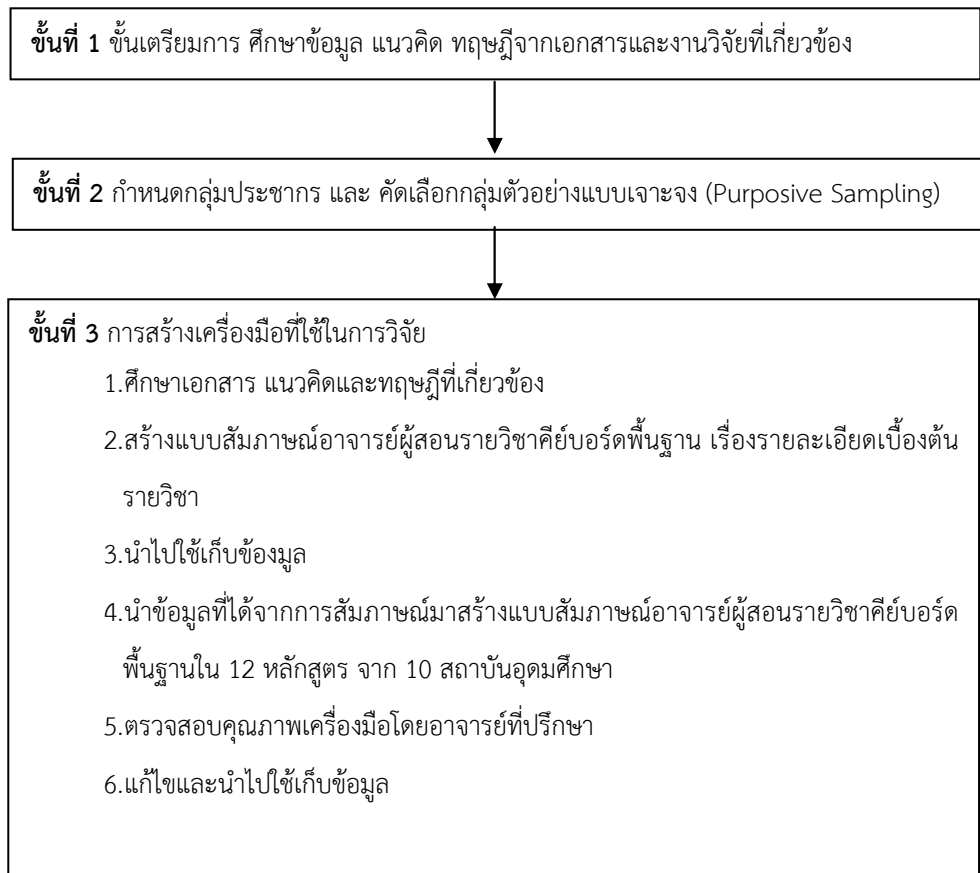 ขั้นที่ 1 ขั้นเตรียมการ ศึกษาข้อมูล แนวคิด ทฤษฎีจากเอกสารและงานวิจัยที่เกี่ยวข้อง
ขั้นที่ 2 กำหนดกลุ่มประชากร และ คัดเลือกกลุ่มตัวอย่างแบบเจาะจง (Purposive Sampling)
ขั้นที่ 3 การสร้างเครื่องมือที่ใช้ในการวิจัย
1.ศึกษาเอกสาร แนวคิดและทฤษฎีที่เกี่ยวข้อง
2.สร้างแบบสัมภาษณ์อาจารย์ผู้สอนรายวิชาคีย์บอร์ดพื้นฐาน เรื่องรายละเอียดเบื้องต้น
รายวิชา
3.นำไปใช้เก็บข้องมูล
4.นำข้อมูลที่ได้จากการสัมภาษณ์มาสร้างแบบสัมภาษณ์อาจารย์ผู้สอนรายวิชาคีย์บอร์ด
พื้นฐานใน 12 หลักสูตร จาก 10 สถาบันอุดมศึกษา
5.ตรวจสอบคุณภาพเครื่องมือโดยอาจารย์ที่ปรึกษา
6.แก้ไขและนำไปใช้เก็บข้อมูล